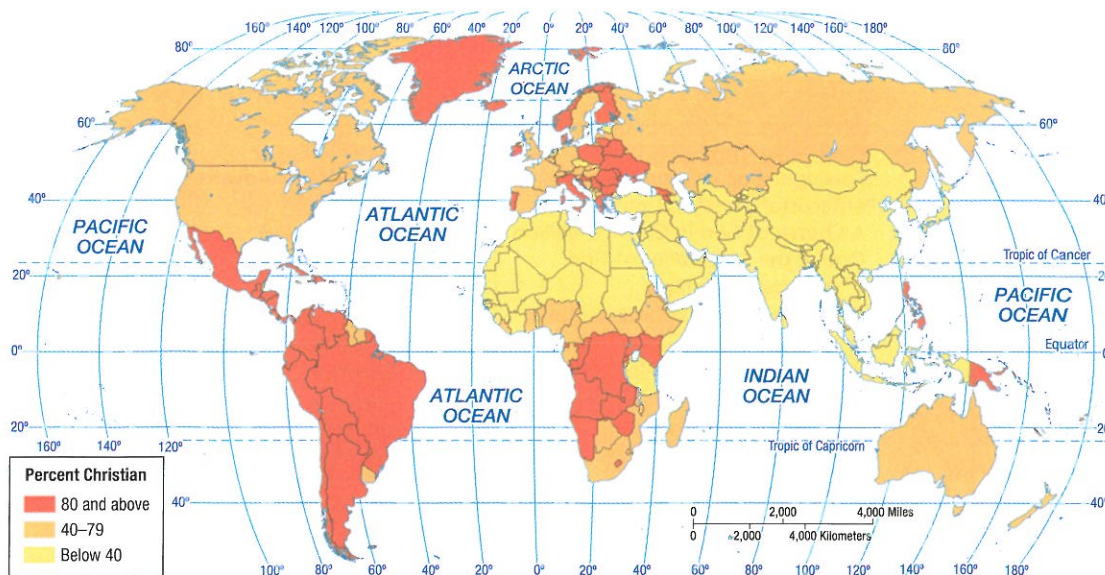 160° 140° 120° 100° 80° 60° 40° 20° 0° 20° 40° 60° 80° 100° 120° 140° 160° 180°
80° 80°
ARCTIC
OCEAN
60° 60°
40° 40°
PACIFIC
OCEAN
ATLANTIC
OCEAN
Tropic of Cancer
20° 20°
PACIFIC
OCEAN
Equator
0° 0°
ATLANTIC
OCEAN
INDIAN
OCEAN
20° 20°
160° 140° 120°
Tropic of Capricorn
Percent Christian
80 and above
40–79
Below 40
40° 40°
0 2,000 4,000 Miles
0 2,000 4,000 Kilometers
100° 80° 60° 40° 20° 0° 20° 40° 60° 80° 100° 120° 140° 160° 180°